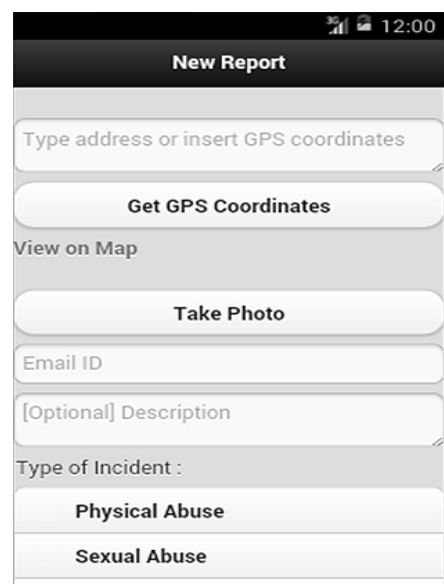 3G 12:00
New Report
Type address or insert GPS coordinates
Get GPS Coordinates
View on Map
Take Photo
Email ID
[Optional] Description
Type of Incident :
Physical Abuse
Sexual Abuse